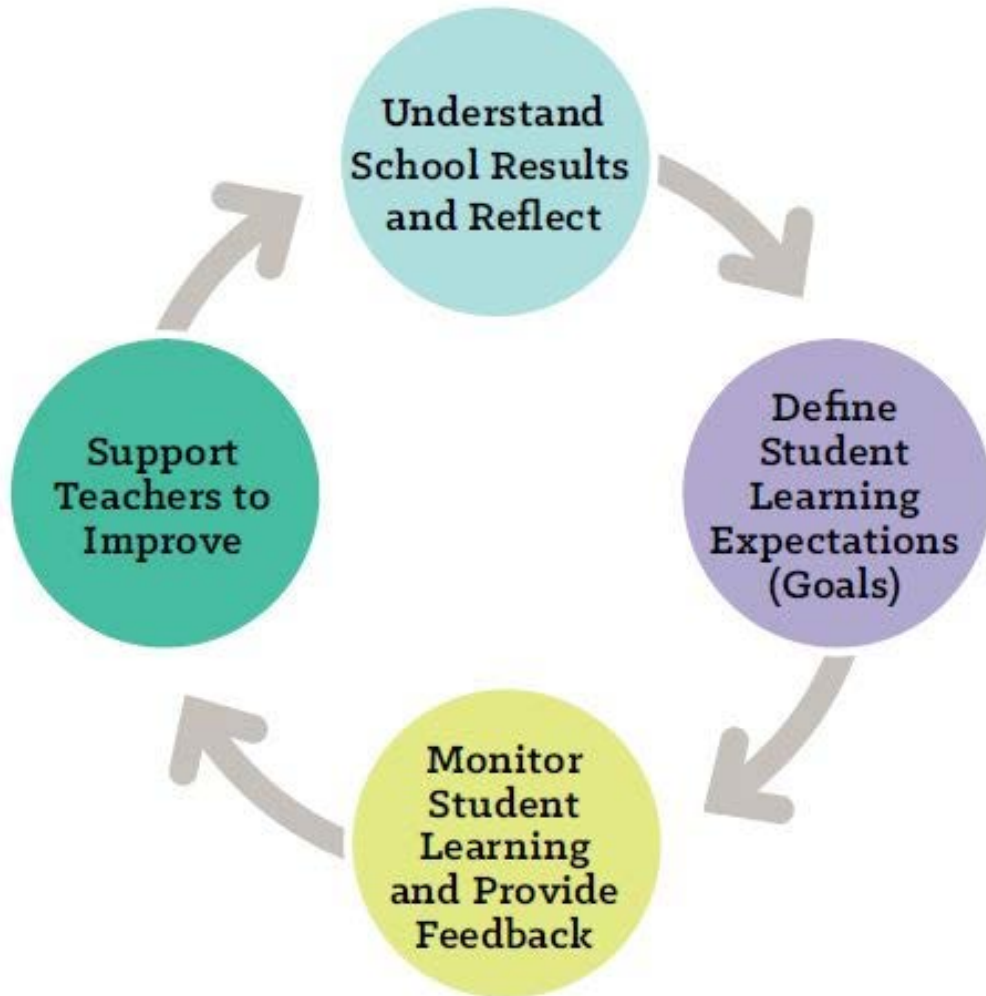 Understand
School Results
and Reflect
Define
Student
Learning
Expectations
(Goals)
Monitor
Student
Learning
and Provide
Feedback
Support
Teachers to
Improve